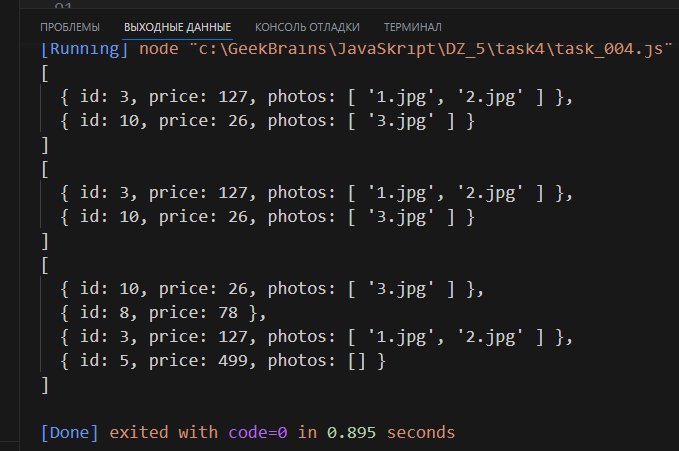 ПРОБЛЕМЫ ВЫХОДНЫЕ ДАННЫЕ КОНСОЛЬ ОТЛАДКИ ТЕРМИНАЛ
[Running] node "c:\GeekBrains\JavaSkript\DZ_5\task4\task_004.js"
[
  { id: 3, price: 127, photos: [ '1.jpg', '2.jpg' ] },
  { id: 10, price: 26, photos: [ '3.jpg' ] }
]
[
  { id: 3, price: 127, photos: [ '1.jpg', '2.jpg' ] },
  { id: 10, price: 26, photos: [ '3.jpg' ] }
]
[
  { id: 10, price: 26, photos: [ '3.jpg' ] },
  { id: 8, price: 78 },
  { id: 3, price: 127, photos: [ '1.jpg', '2.jpg' ] },
  { id: 5, price: 499, photos: [] }
]
[Done] exited with code=0 in 0.895 seconds